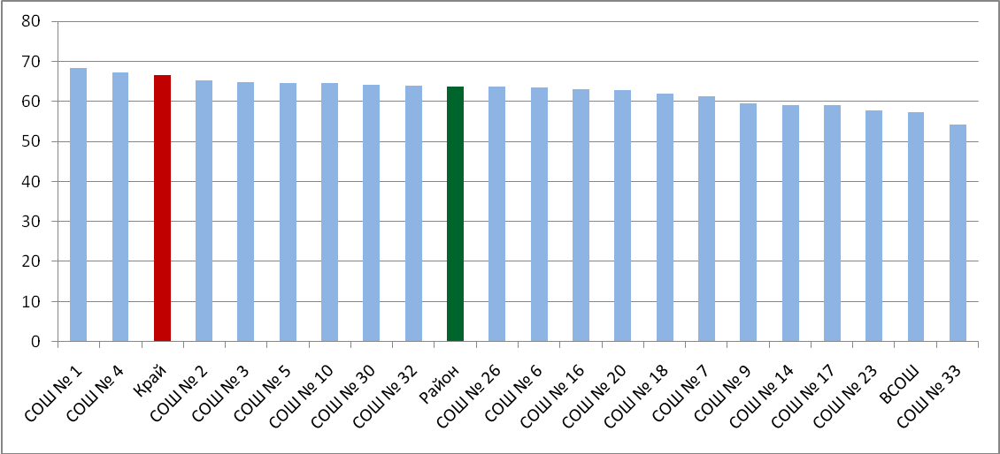 80
70
60
50
40
30
20
10
0
СОШ № 1
СОШ № 4
Край
СОШ № 2
СОШ № 3
СОШ № 5
СОШ № 10
СОШ № 30
СОШ № 32
Район
СОШ № 26
СОШ № 6
СОШ № 16
СОШ № 20
СОШ № 18
СОШ № 7
СОШ № 9
СОШ № 14
СОШ № 17
СОШ № 23
ВСОШ
СОШ № 33